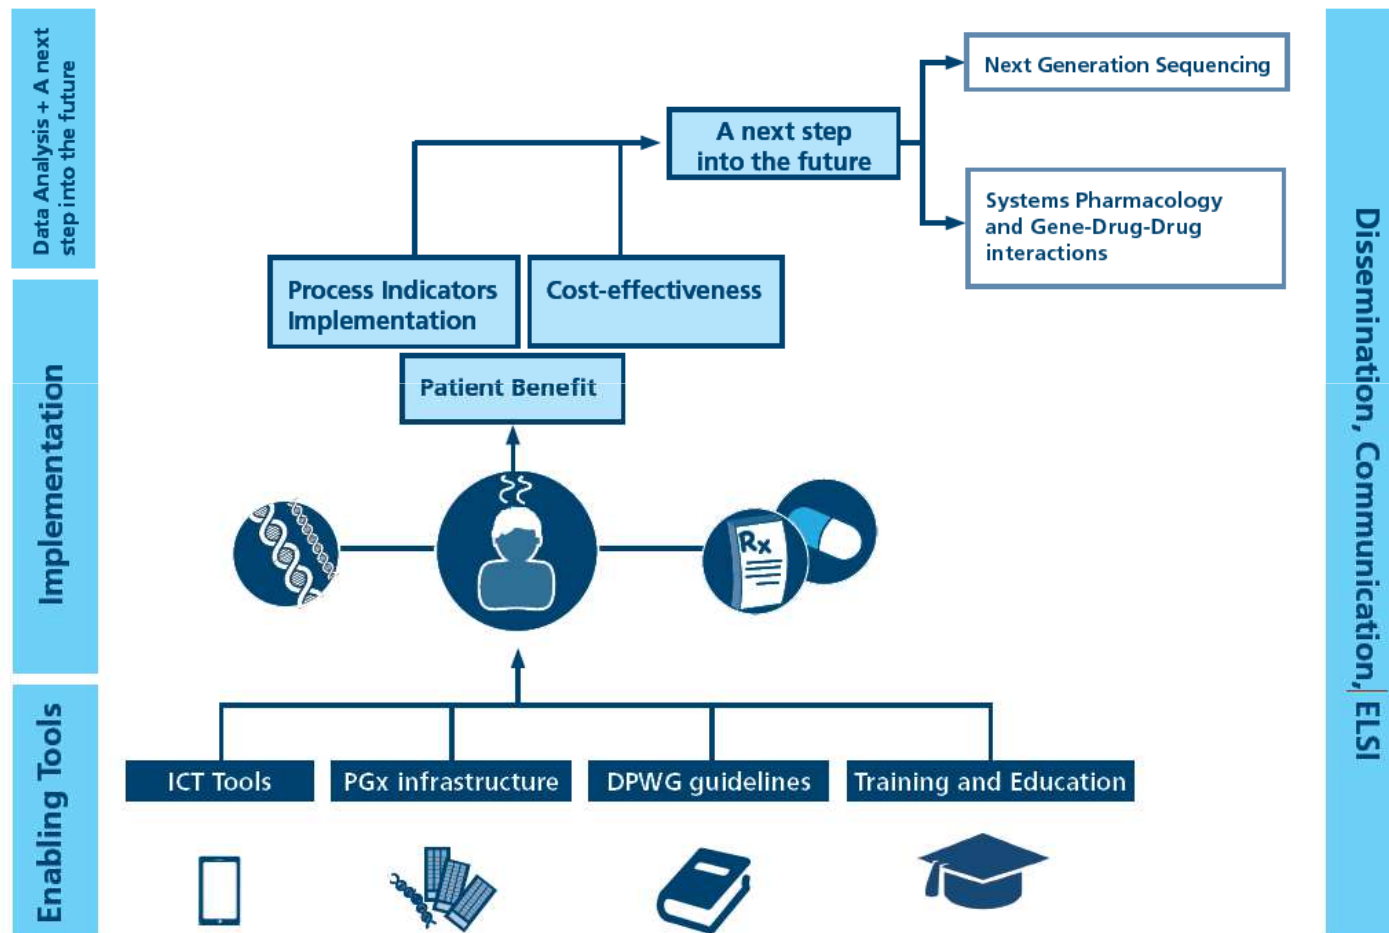 Data Analysis + A next
step into the future
Next Generation Sequencing
A next step
into the future
Systems Pharmacology
and Gene-Drug-Drug
interactions
Process Indicators
Implementation
Cost-effectiveness
Patient Benefit
Implementation
Rx
Enabling Tools
ICT Tools
PGx infrastructure
DPWG guidelines
Training and Education
Dissemination, Communication, ELSI